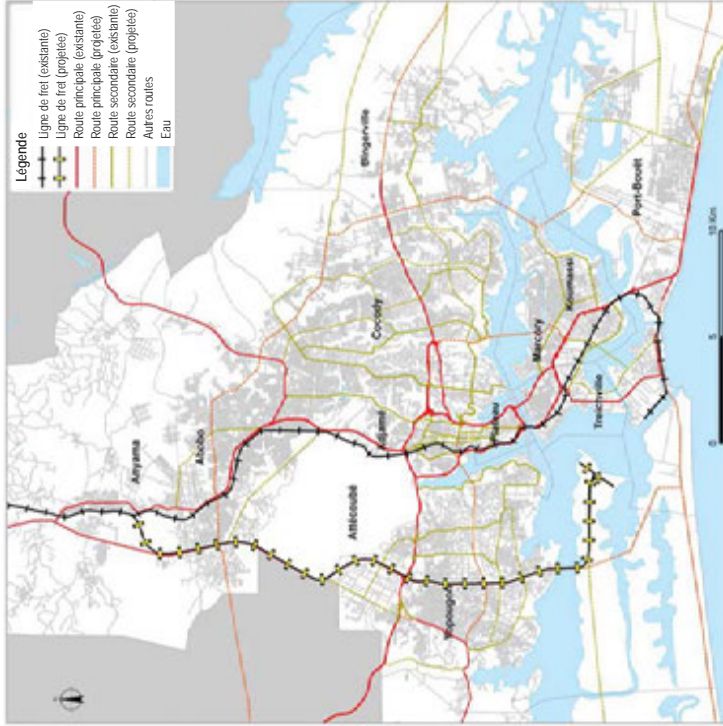 Légende
Ligne de fret (existante)
Ligne de fret (projetée)
Route principale (existante)
Route principale (projetée)
Route secondaire (existante)
Route secondaire (projetée)
Autres routes
Eau
Anyama
Abobo
Bingerville
Cocody
Adjamé
Attécoubé
Yopougon
Plateau
Marcory
Koumassi
Treichville
Port-Bouët
0 5 10 Km